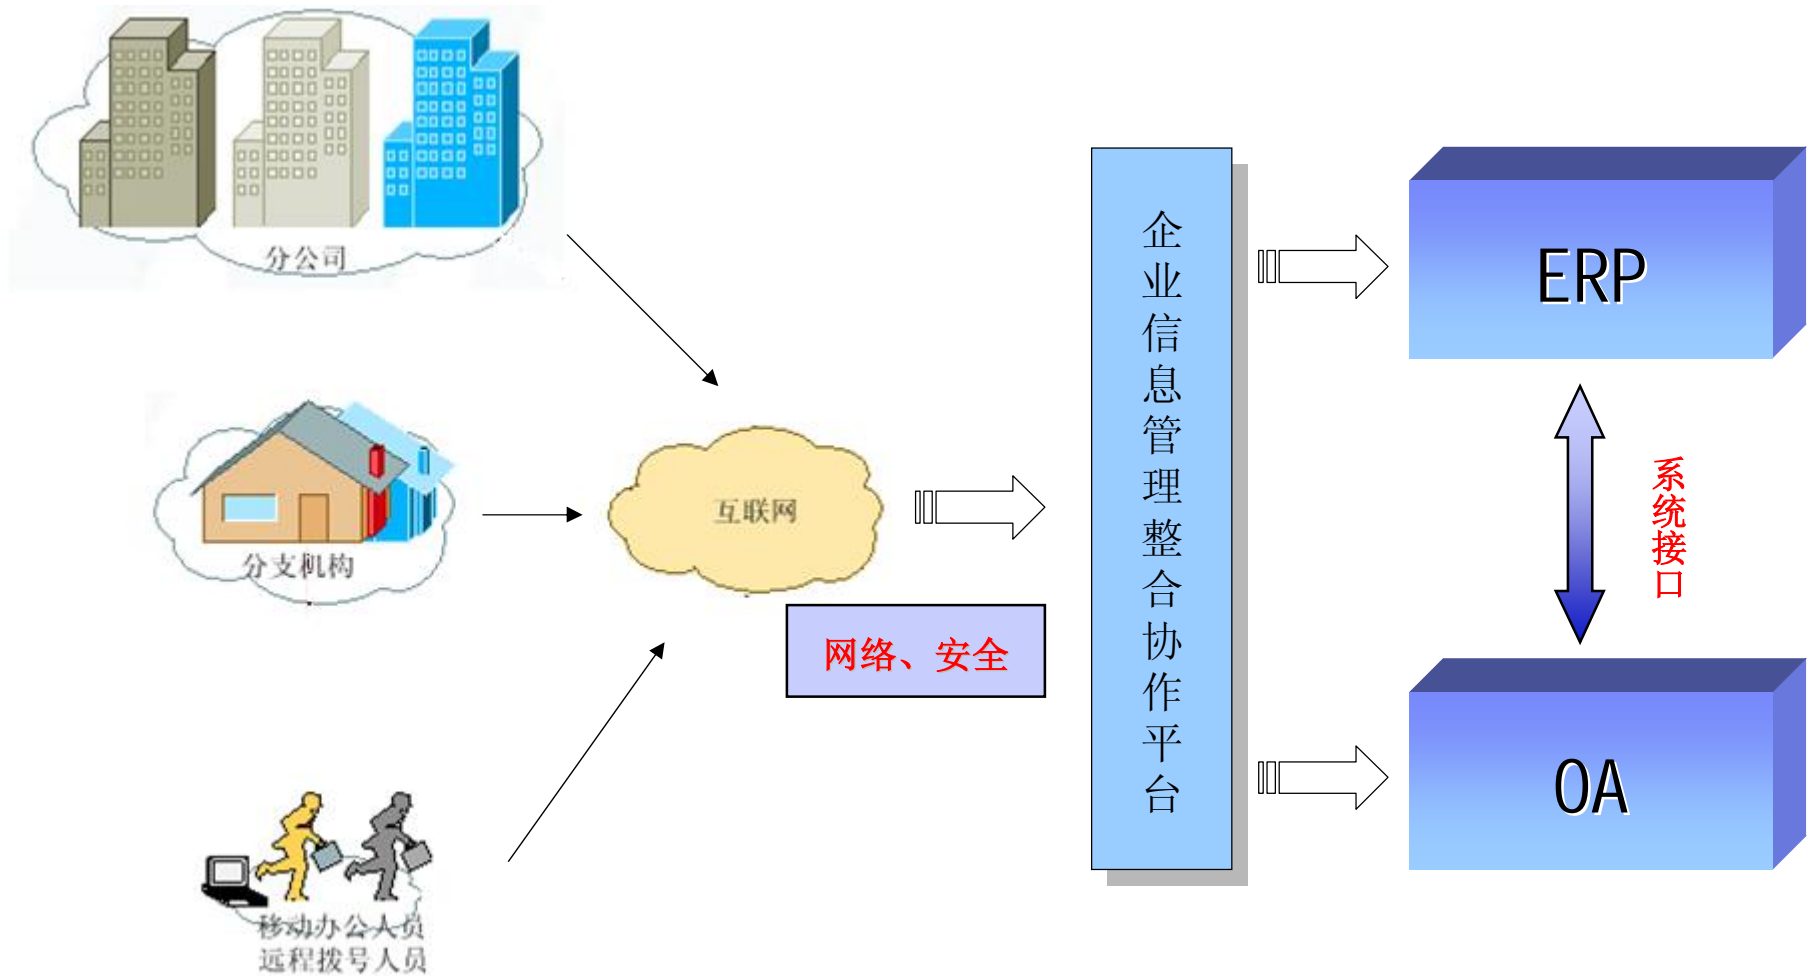 分公司
分支机构
移动办公人员
远程拨号人员
互联网
网络、安全
企业信息管理整合协作平台
ERP
系统接口
OA